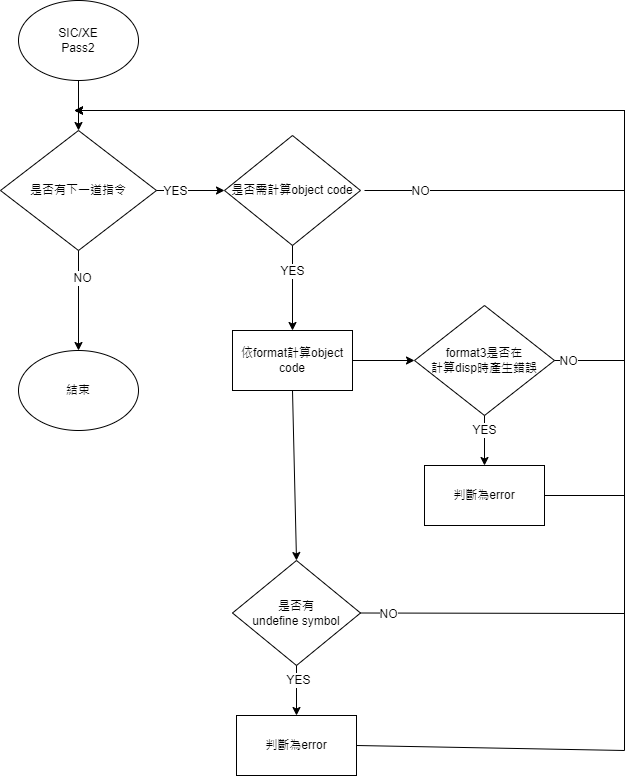 SIC/XE
Pass2
是否有下一道指令
YES
是否需計算object code
NO
NO
YES
結束
依format計算object
code
format3是否在
計算disp時產生錯誤
NO
YES
判斷為error
是否有
undefine symbol
NO
YES
判斷為error